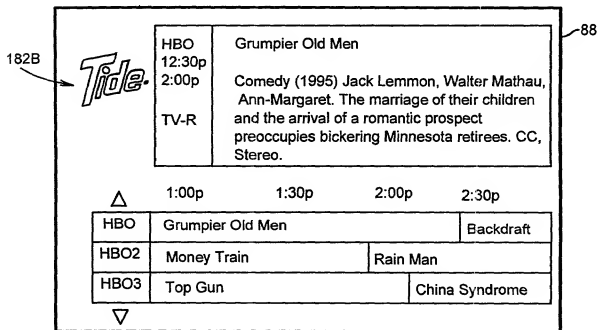 88
182B
Tide.
HBO
12:30p
2:00p
TV-R
Grumpier Old Men
Comedy (1995) Jack Lemmon, Walter Mathau,
Ann-Margaret. The marriage of their children
and the arrival of a romantic prospect
preoccupies bickering Minnesota retirees. CC,
Stereo.
1:00p 1:30p 2:00p 2:30p
HBO Grumpier Old Men Backdraft
HBO2 Money Train Rain Man
HBO3 Top Gun China Syndrome